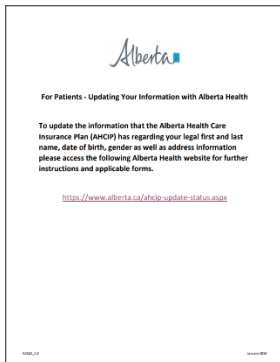 Alberta
For Patients - Updating Your Information with Alberta Health
To update the information that the Alberta Health Care
Insurance Plan (AHCIP) has regarding your legal first and last
name, date of birth, gender as well as address information
please access the following Alberta Health website for further
instructions and applicable forms.
https://www.alberta.ca/ahcip-update-status.aspx